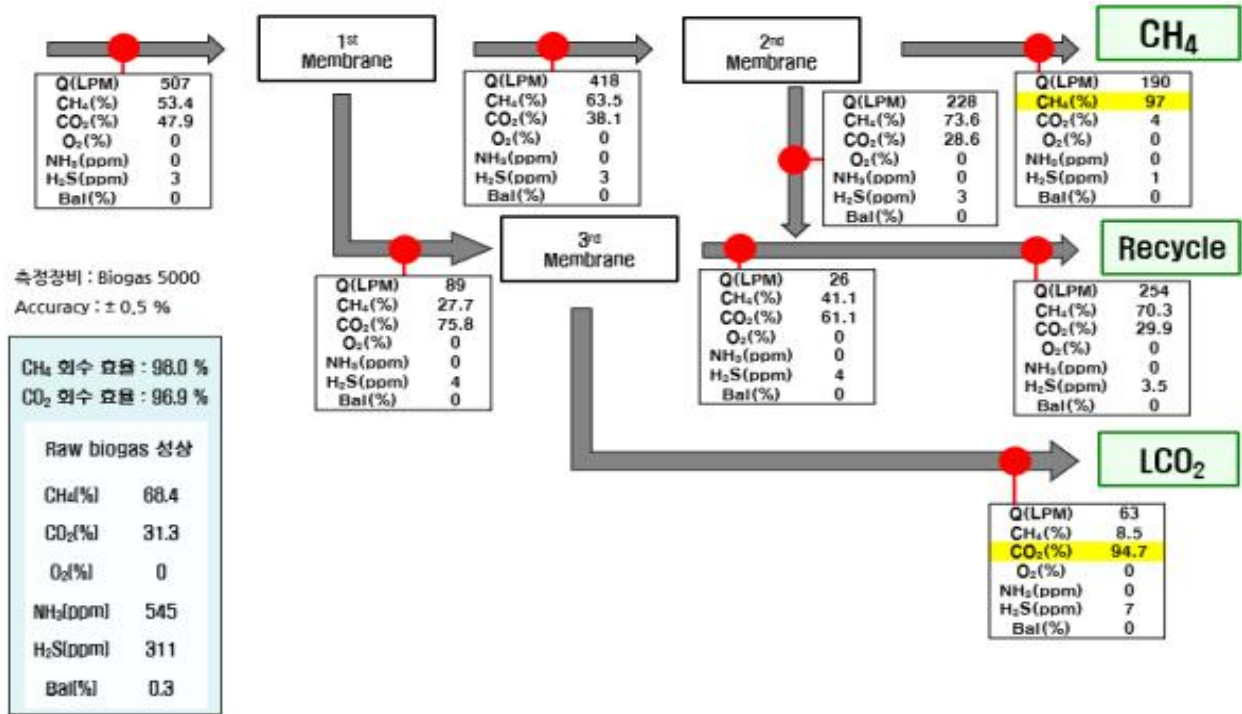 1st
Membrane
2nd
Membrane
CH₄
Q(LPM) 507
CH₄(%) 53.4
CO₂(%) 47.9
O₂(%) 0
NH₃(ppm) 0
H₂S(ppm) 3
Bal(%) 0
Q(LPM) 418
CH₄(%) 63.5
CO₂(%) 38.1
O₂(%) 0
NH₃(ppm) 0
H₂S(ppm) 3
Bal(%) 0
Q(LPM) 228
CH₄(%) 73.6
CO₂(%) 28.6
O₂(%) 0
NH₃(ppm) 0
H₂S(ppm) 3
Bal(%) 0
Q(LPM) 190
CH₄(%) 97
CO₂(%) 4
O₂(%) 0
NH₃(ppm) 0
H₂S(ppm) 1
Bal(%) 0
3rd
Membrane
Recycle
Q(LPM) 89
CH₄(%) 27.7
CO₂(%) 75.8
O₂(%) 0
NH₃(ppm) 0
H₂S(ppm) 4
Bal(%) 0
Q(LPM) 26
CH₄(%) 41.1
CO₂(%) 61.1
O₂(%) 0
NH₃(ppm) 0
H₂S(ppm) 4
Bal(%) 0
Q(LPM) 254
CH₄(%) 70.3
CO₂(%) 29.9
O₂(%) 0
NH₃(ppm) 0
H₂S(ppm) 3.5
Bal(%) 0
측정장비 : Biogas 5000
Accuracy : ± 0.5 %
CH₄ 회수 효율 : 98.0 %
CO₂ 회수 효율 : 96.9 %
Raw biogas 성상
CH₄(%) 68.4
CO₂(%) 31.3
O₂(%) 0
NH₃(ppm) 545
H₂S(ppm) 311
Bal(%) 0.3
LCO₂
Q(LPM) 63
CH₄(%) 8.5
CO₂(%) 94.7
O₂(%) 0
NH₃(ppm) 0
H₂S(ppm) 7
Bal(%) 0